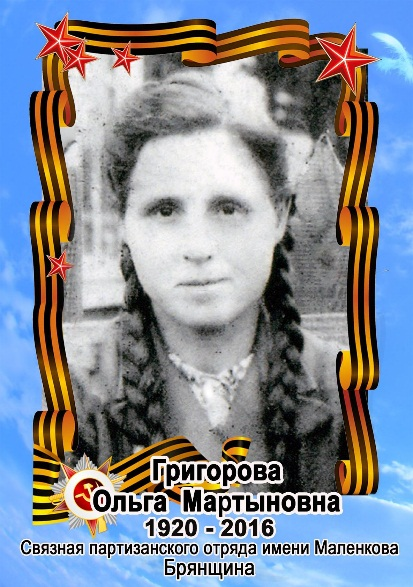 Григорова
Ольга Мартыновна
1920 - 2016
Связная партизанского отряда имени Маленкова
Брянщина